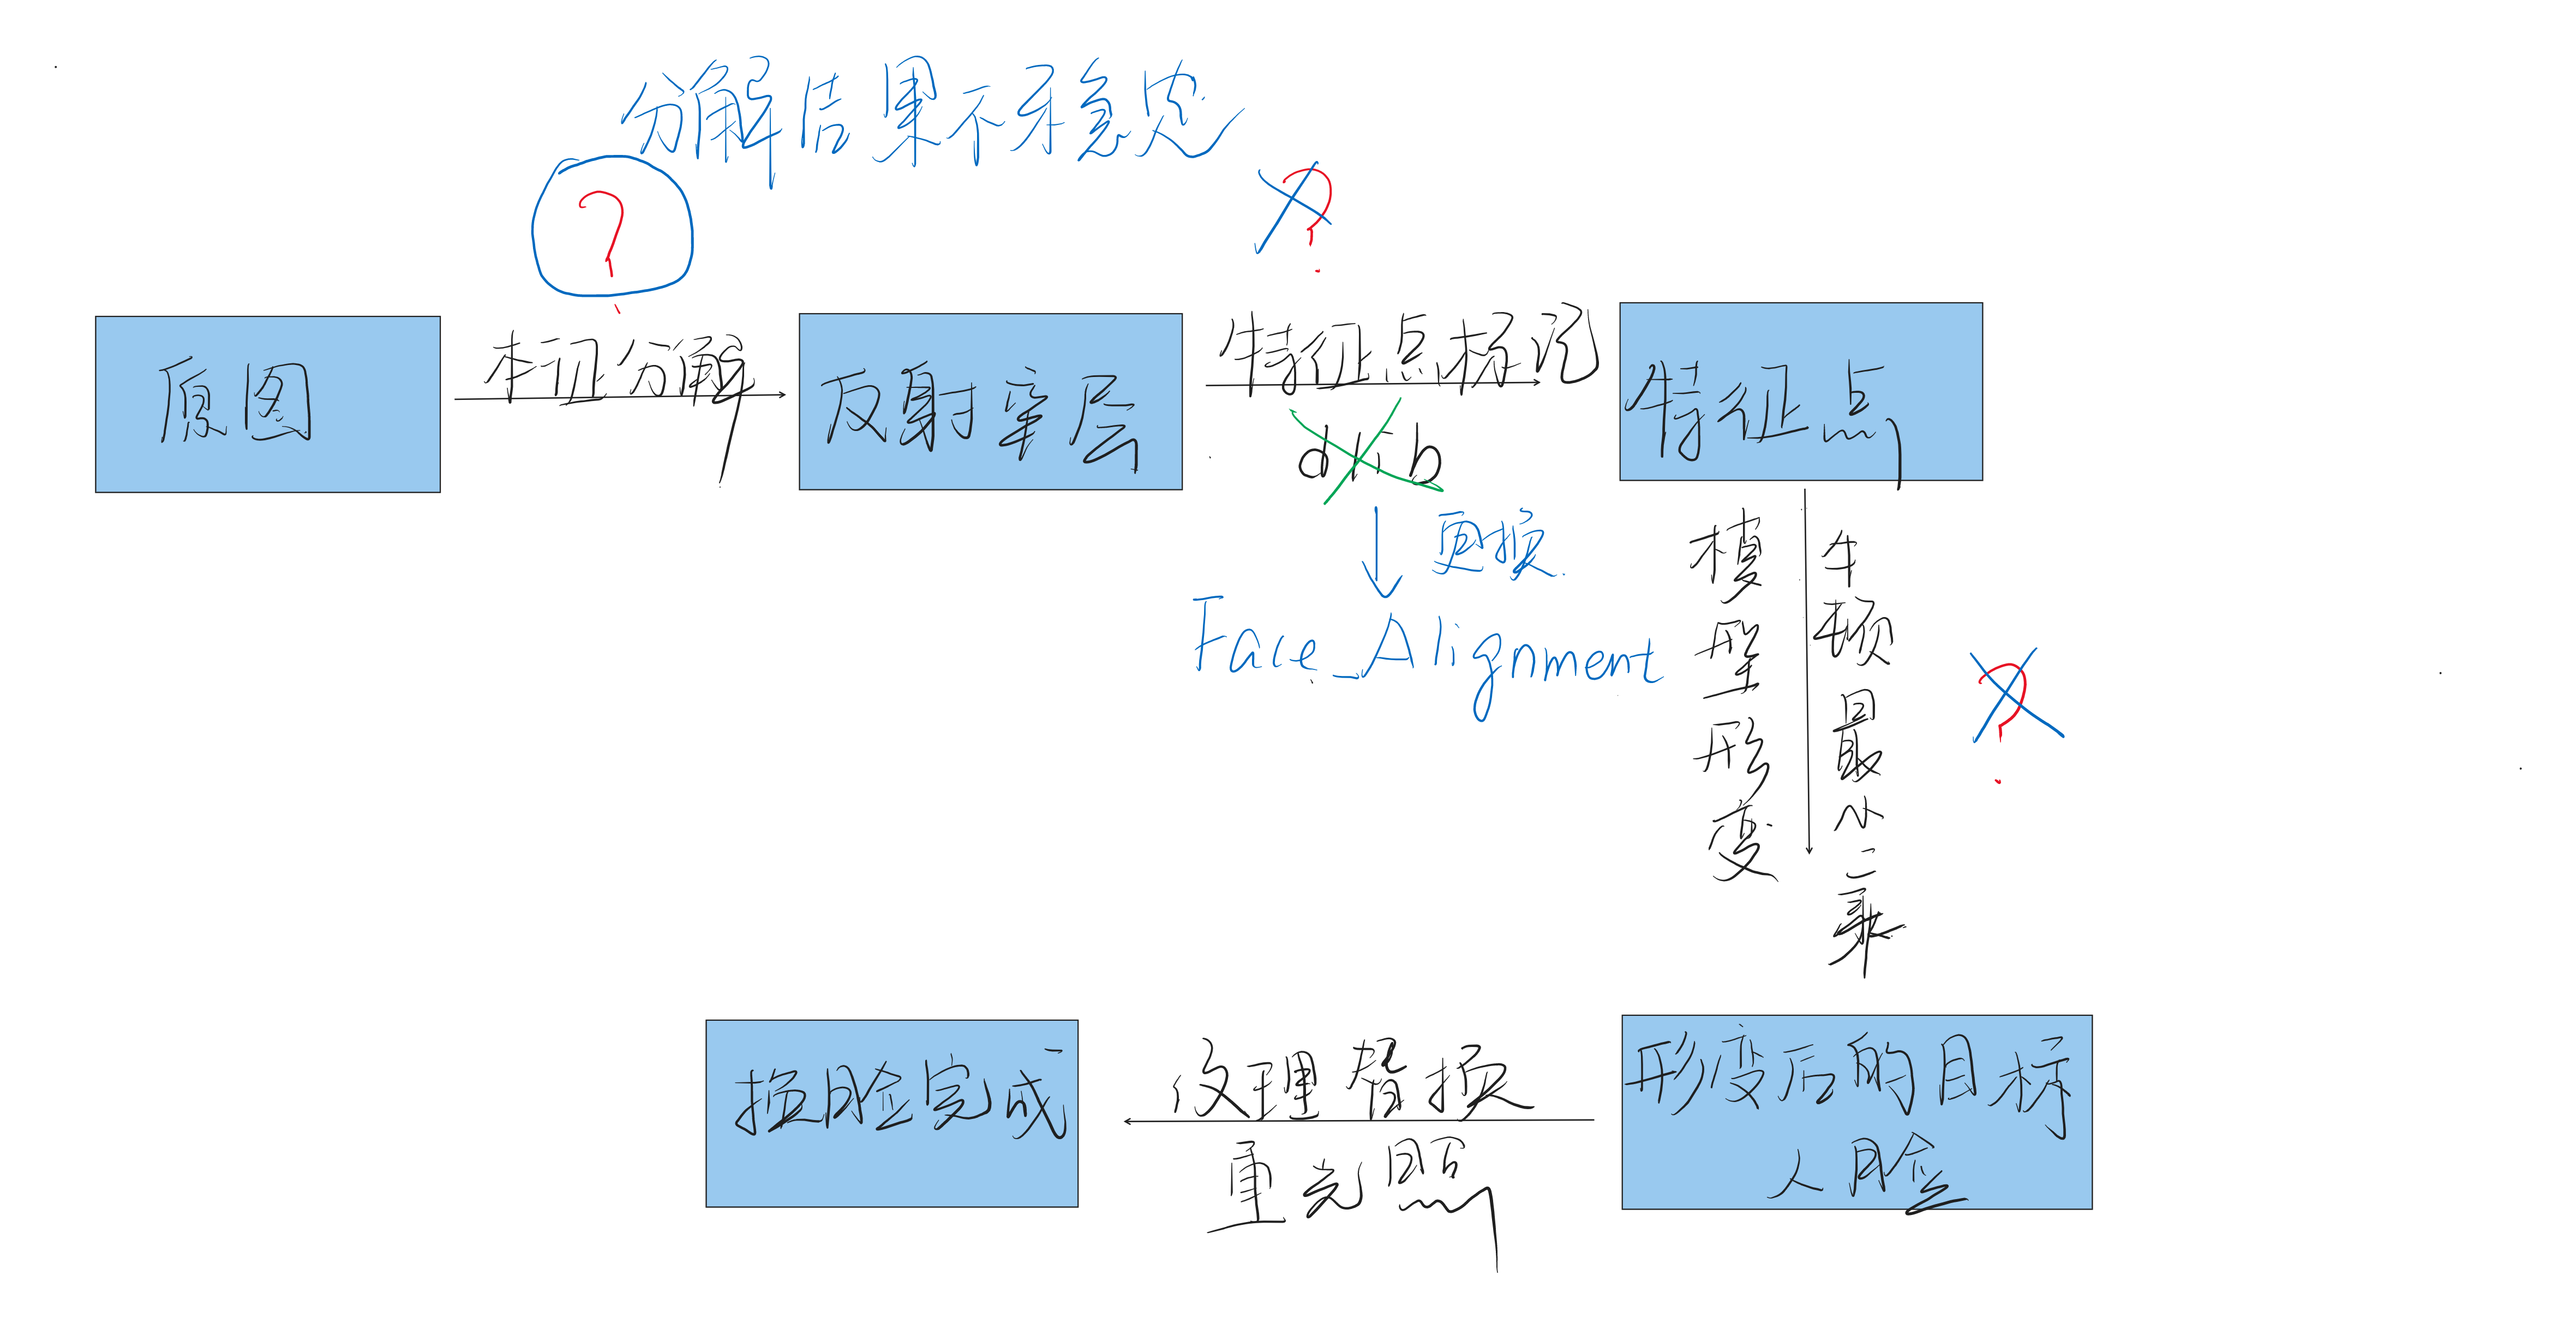 分解结果不稳定
?
?
原图
本征分解
反射率层
特征点标记
特征点
dlib
更换
Face_Alignment
模型形变
牛顿最小二乘
?
形变后的目标
人脸
纹理替换
重光照
换脸完成